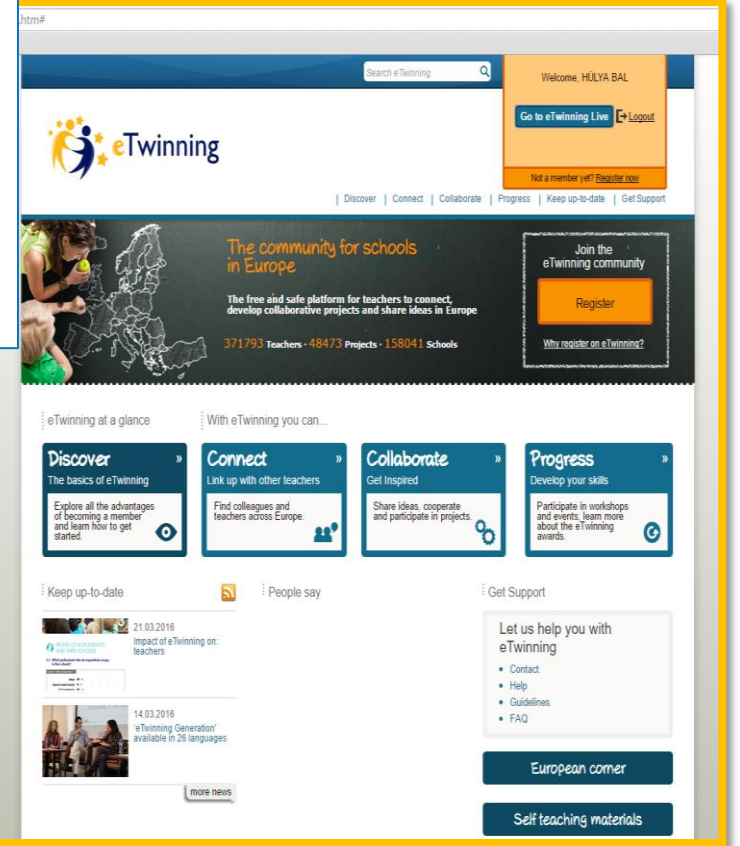 .htm#
Search eTwinning
Welcome, HÜLYA BAL
Go to eTwinning Live
Logout
Not a member yet? Register now
eTwinning
| Discover | Connect | Collaborate | Progress | Keep up-to-date | Get Support
The community for schools
in Europe
The free and safe platform for teachers to connect,
develop collaborative projects and share ideas in Europe
371793 Teachers · 48473 Projects · 158041 Schools
Join the
eTwinning community
Register
Why register on eTwinning?
eTwinning at a glance
With eTwinning you can...
Discover »
The basics of eTwinning
Explore all the advantages
of becoming a member
and learn how to get
started.
Connect »
Link up with other teachers
Find colleagues and
teachers across Europe.
Collaborate »
Get Inspired
Share ideas, cooperate
and participate in projects.
Progress »
Develop your skills
Participate in workshops
and events; learn more
about the eTwinning
awards.
Keep up-to-date
21.03.2016
Impact of eTwinning on:
teachers
14.03.2016
'eTwinning Generation'
available in 26 languages
more news
People say
Get Support
Let us help you with
eTwinning
• Contact
• Help
• Guidelines
• FAQ
European corner
Self teaching materials